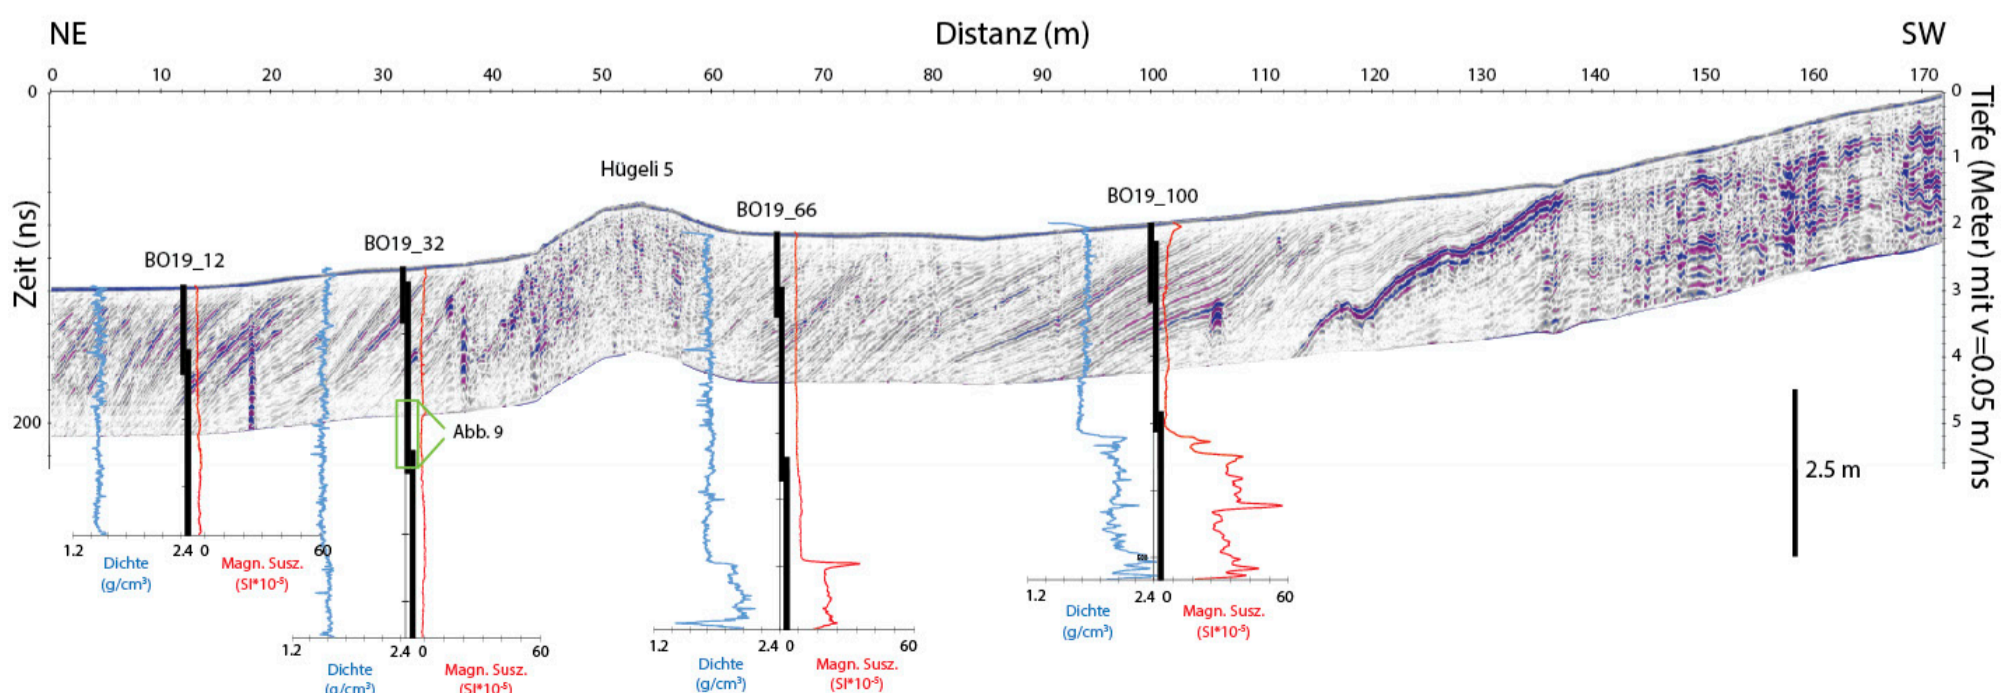 NE Distanz (m) SW
0 10 20 30 40 50 60 70 80 90 100 110 120 130 140 150 160 170
0 0
1
2
3
4
200 5
Zeit (ns)
Tiefe (Meter) mit v=0.05 m/ns
Hügeli 5
BO19_12
BO19_32
BO19_66
BO19_100
Abb. 9
2.5 m
1.2 2.4 0 60
Dichte Magn. Susz.
(g/cm³) (SI*10⁻⁵)
1.2 2.4 0 60
Dichte Magn. Susz.
(g/cm³) (SI*10⁻⁵)
1.2 2.4 0 60
Dichte Magn. Susz.
(g/cm³) (SI*10⁻⁵)
1.2 2.4 0 60
Dichte Magn. Susz.
(g/cm³) (SI*10⁻⁵)